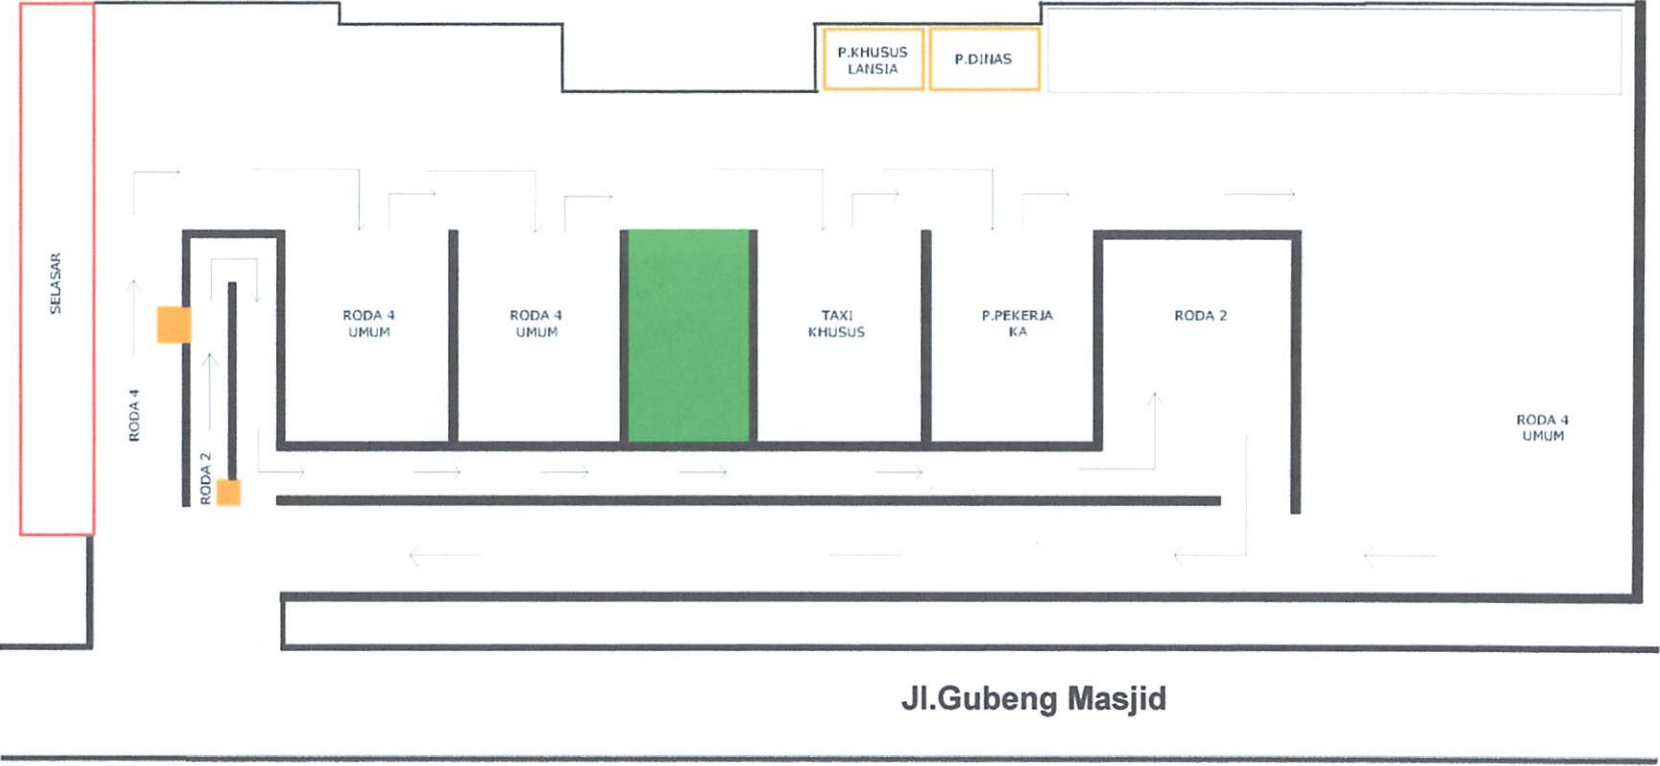 P.KHUSUS
LANSIA
P.DINAS
SELASAR
RODA 4
RODA 2
RODA 4
UMUM
RODA 4
UMUM
TAXI
KHUSUS
P.PEKERJA
KA
RODA 2
RODA 4
UMUM
Jl.Gubeng Masjid